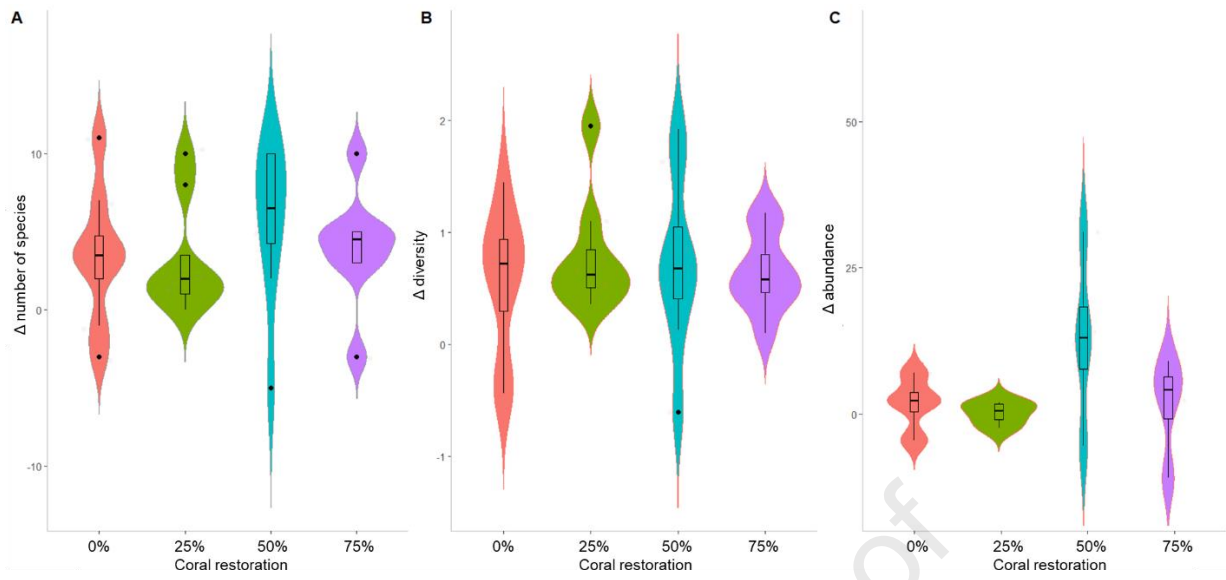 A
Δ number of species
10
0
-10
0%
25%
50%
75%
Coral restoration
B
Δ diversity
2
1
0
-1
0%
25%
50%
75%
Coral restoration
C
Δ abundance
50
25
0
0%
25%
50%
75%
Coral restoration
of